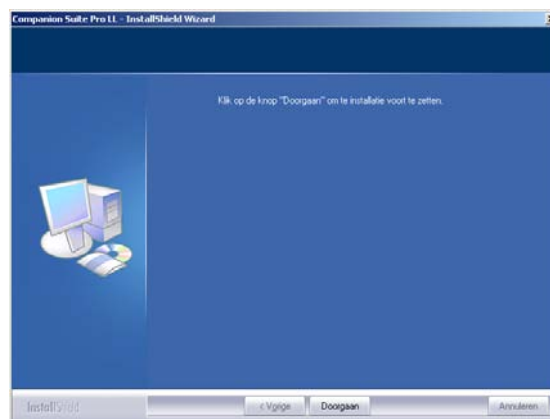 Companion Suite Pro LL - InstallShield Wizard
Klik op de knop "Doorgaan" om te installatie voort te zetten.
InstallShield
< Vorige
Doorgaan
Annuleren